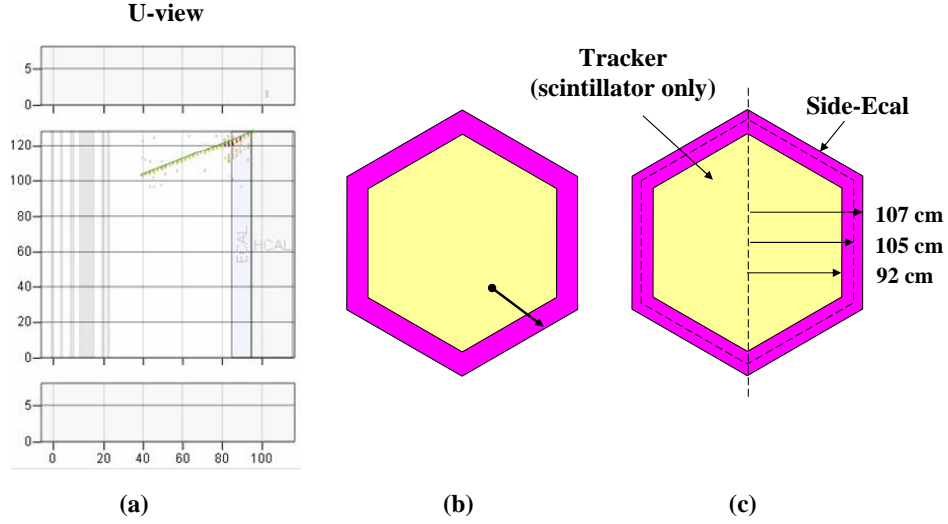 U-view
5
0
120
100
80
60
40
20
0
ECAL
HCAL
5
0
0
20
40
60
80
100
(a)
(b)
Tracker
(scintillator only)
Side-Ecal
107 cm
105 cm
92 cm
(c)